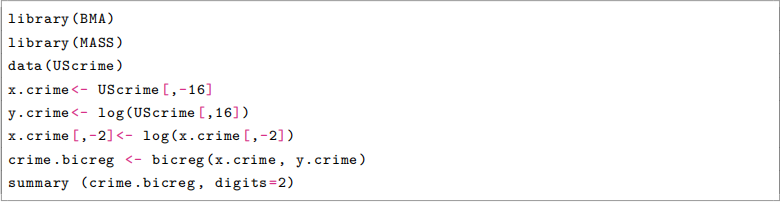 library(BMA)
library(MASS)
data(UScrime)
x.crime<- UScrime[,-16]
y.crime<- log(UScrime[,16])
x.crime[,-2]<- log(x.crime[,-2])
crime.bicreg <- bicreg(x.crime, y.crime)
summary (crime.bicreg, digits=2)